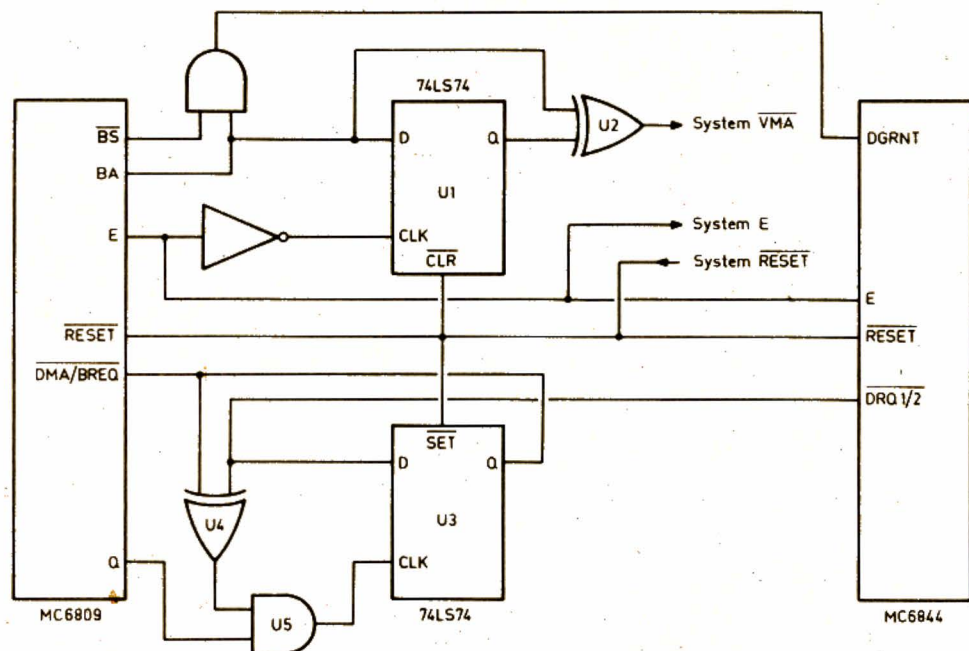 74LS74
BS
BA
E
RESET
DMA/BREQ
Q
MC6809
D
Q
U1
CLK
CLR
U2
System VMA
System E
System RESET
DGRNT
E
RESET
DRQ 1/2
MC6844
SET
D
Q
U3
CLK
74LS74
U4
U5